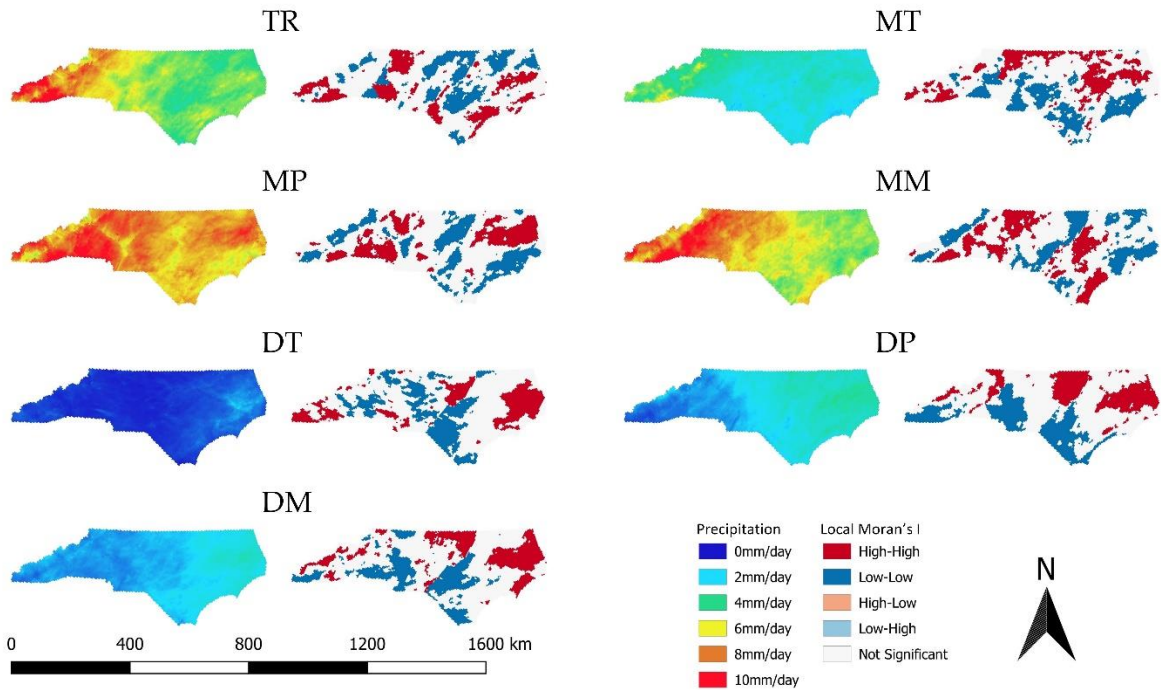 TR
MT
MP
MM
DT
DP
DM
0 400 800 1200 1600 km
Precipitation
0mm/day
2mm/day
4mm/day
6mm/day
8mm/day
10mm/day
Local Moran's I
High-High
Low-Low
High-Low
Low-High
Not Significant
N